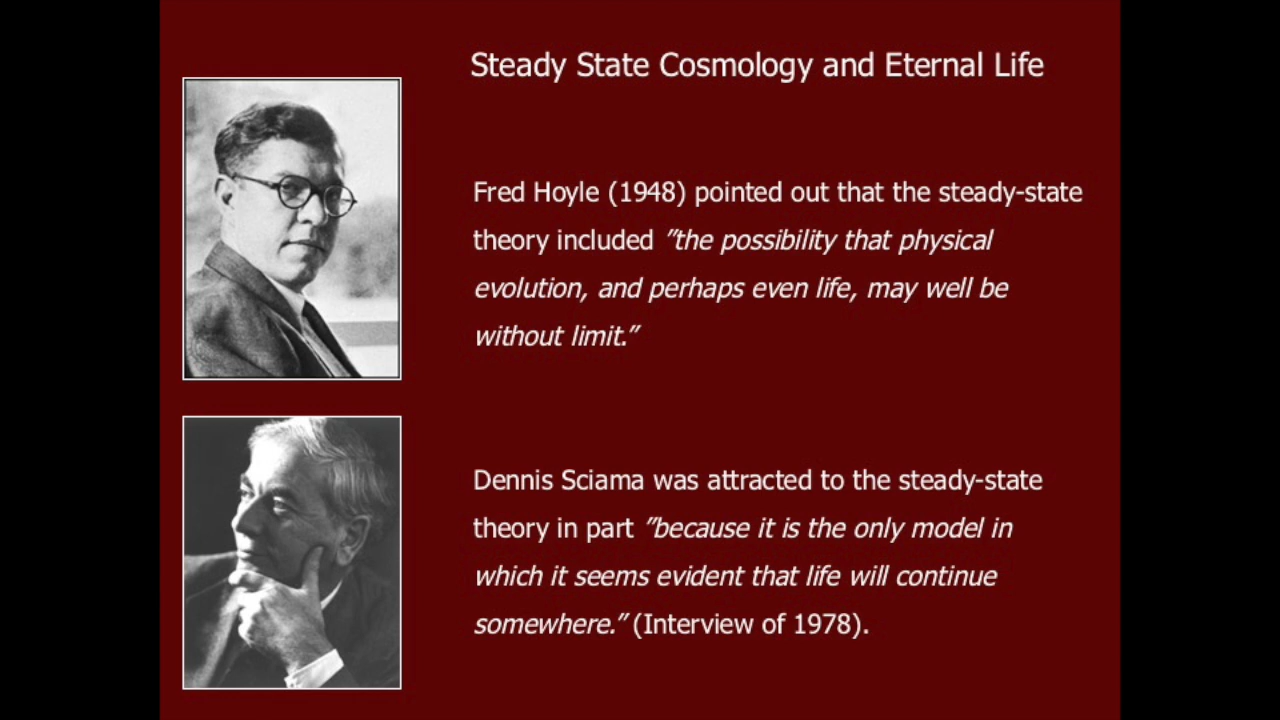 Steady State Cosmology and Eternal Life
Fred Hoyle (1948) pointed out that the steady-state
theory included ”the possibility that physical
evolution, and perhaps even life, may well be
without limit.”
Dennis Sciama was attracted to the steady-state
theory in part ”because it is the only model in
which it seems evident that life will continue
somewhere.” (Interview of 1978).